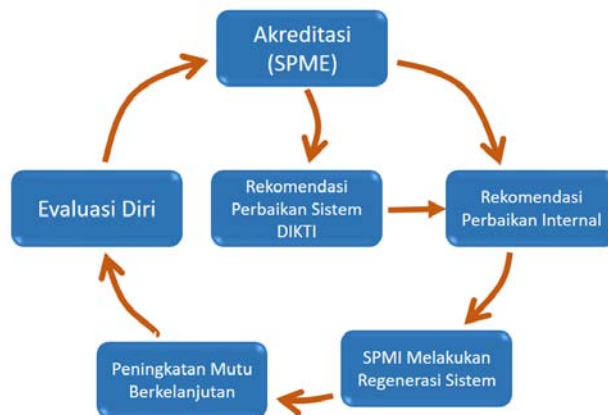 Akreditasi
(SPME)
Evaluasi Diri
Rekomendasi
Perbaikan Sistem
DIKTI
Rekomendasi
Perbaikan Internal
Peningkatan Mutu
Berkelanjutan
SPMI Melakukan
Regenerasi Sistem